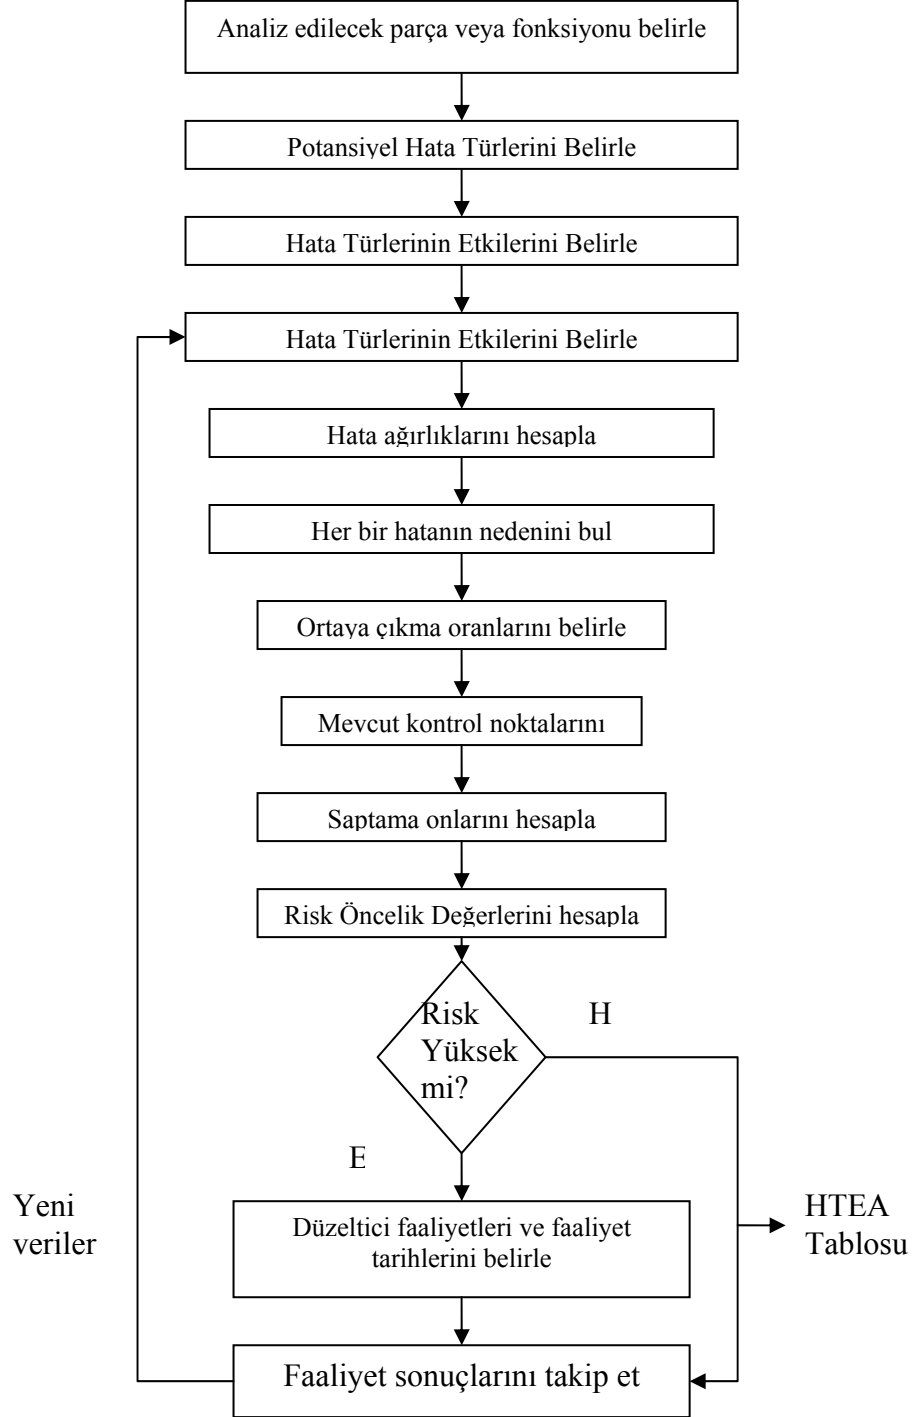 Analiz edilecek parça veya fonksiyonu belirle
Potansiyel Hata Türlerini Belirle
Hata Türlerinin Etkilerini Belirle
Hata Türlerinin Etkilerini Belirle
Hata ağırlıklarını hesapla
Her bir hatanın nedenini bul
Ortaya çıkma oranlarını belirle
Mevcut kontrol noktalarını
Saptama onlarını hesapla
Risk Öncelik Değerlerini hesapla
Risk
Yüksek
mi?
H
E
Yeni
veriler
HTEA
Tablosu
Düzeltici faaliyetleri ve faaliyet
tarihlerini belirle
Faaliyet sonuçlarını takip et